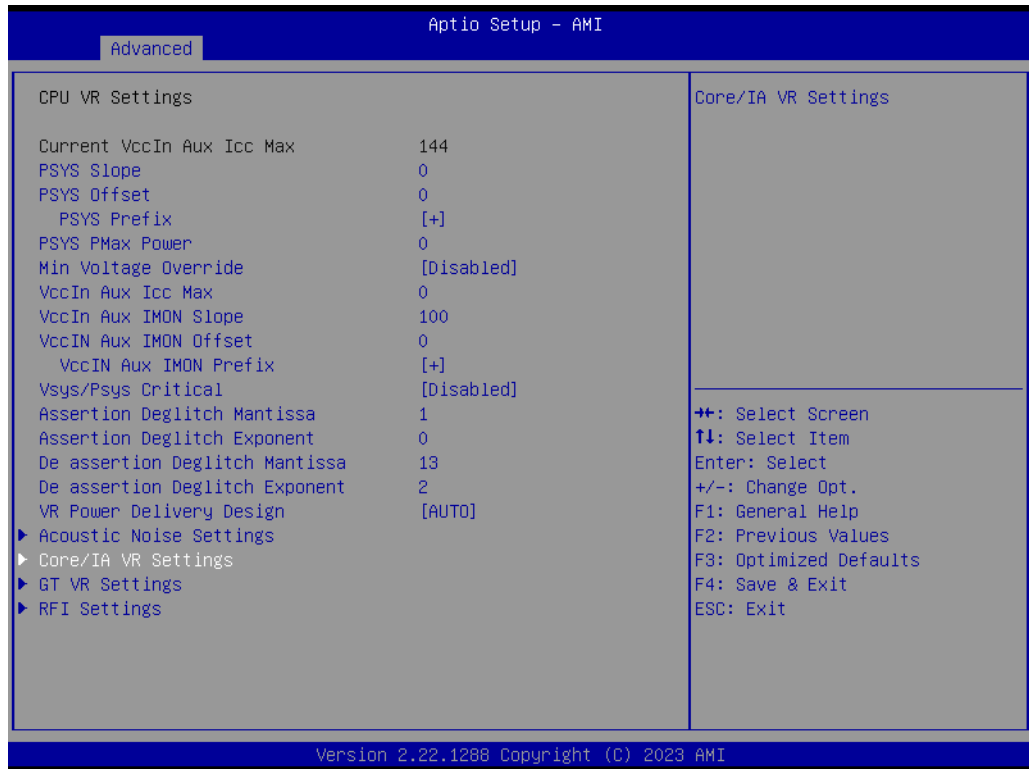 Aptio Setup - AMI
Advanced
CPU VR Settings
Core/IA VR Settings
Current VccIn Aux Icc Max 144
PSYS Slope 0
PSYS Offset 0
PSYS Prefix [+]
PSYS PMax Power 0
Min Voltage Override [Disabled]
VccIn Aux Icc Max 0
VccIn Aux IMON Slope 100
VccIN Aux IMON Offset 0
VccIN Aux IMON Prefix [+]
Vsys/Psys Critical [Disabled]
Assertion Deglitch Mantissa 1
Assertion Deglitch Exponent 0
De assertion Deglitch Mantissa 13
De assertion Deglitch Exponent 2
VR Power Delivery Design [AUTO]
Acoustic Noise Settings
Core/IA VR Settings
GT VR Settings
RFI Settings
→←: Select Screen
↑↓: Select Item
Enter: Select
+/-: Change Opt.
F1: General Help
F2: Previous Values
F3: Optimized Defaults
F4: Save & Exit
ESC: Exit
Version 2.22.1288 Copyright (C) 2023 AMI